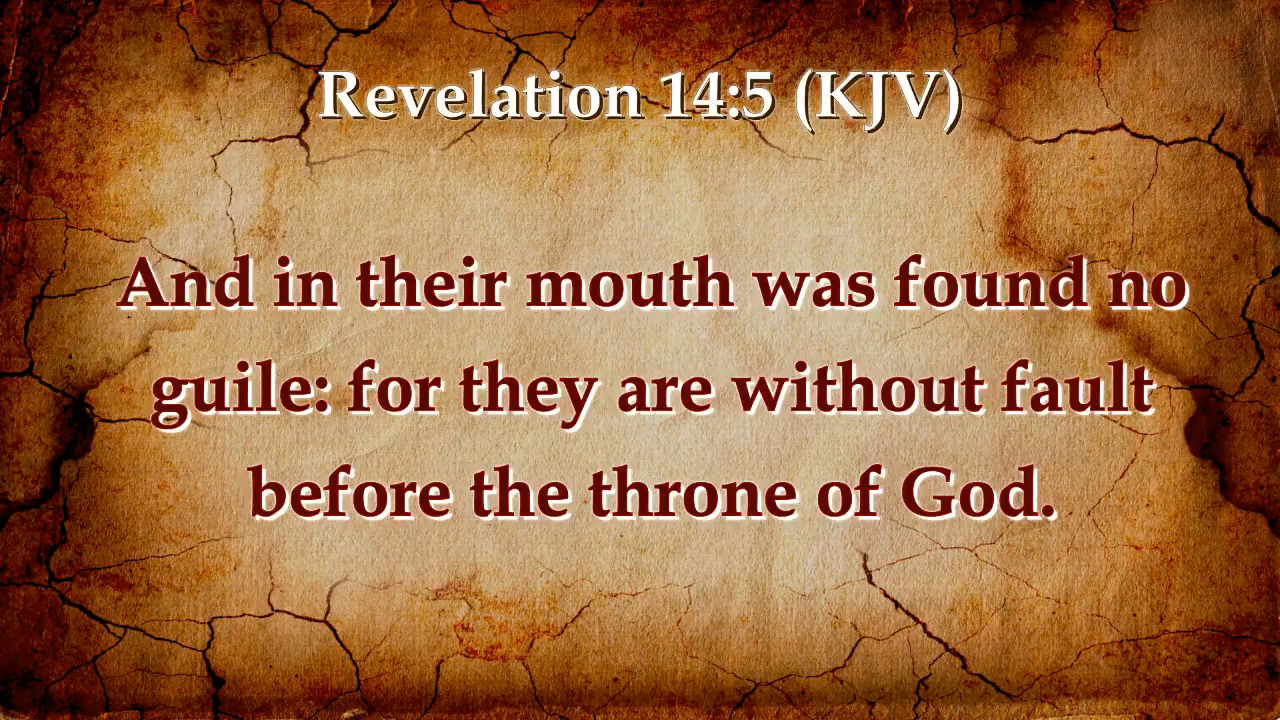 Revelation 14:5 (KJV)
And in their mouth was found no
guile: for they are without fault
before the throne of God.